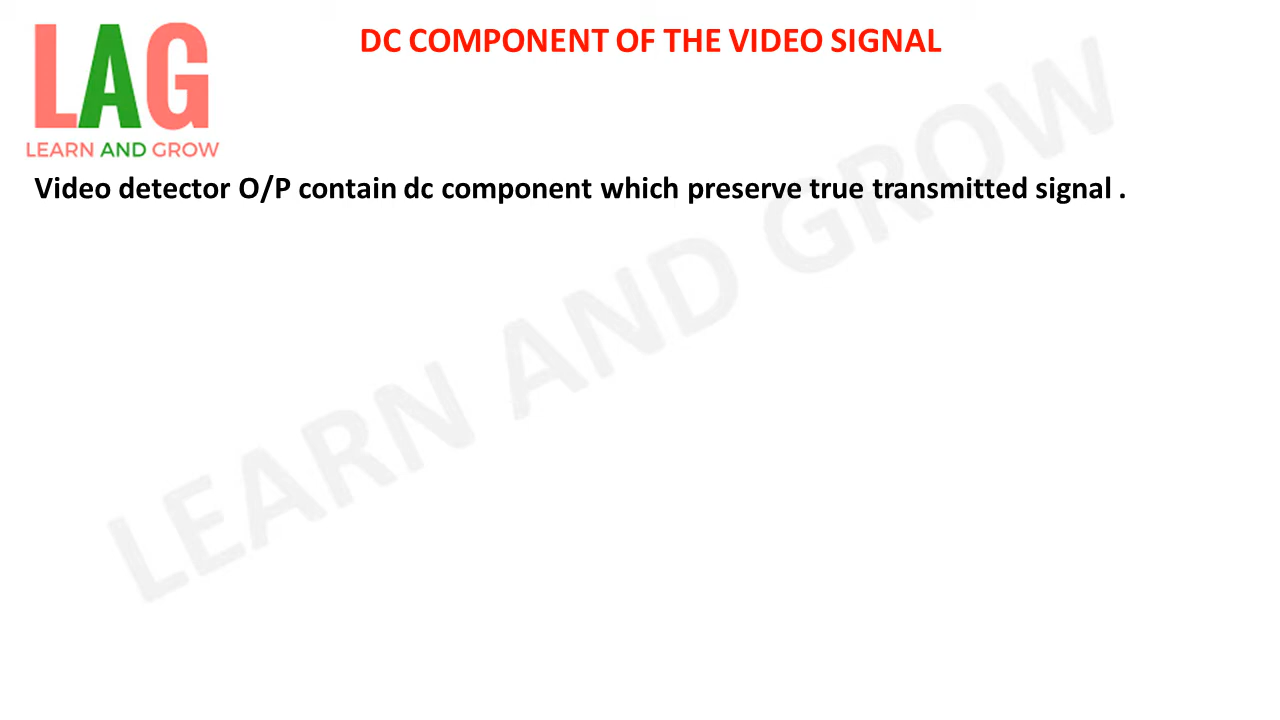 LAG
LEARN AND GROW
DC COMPONENT OF THE VIDEO SIGNAL
Video detector O/P contain dc component which preserve true transmitted signal .
LEARN AND GROW